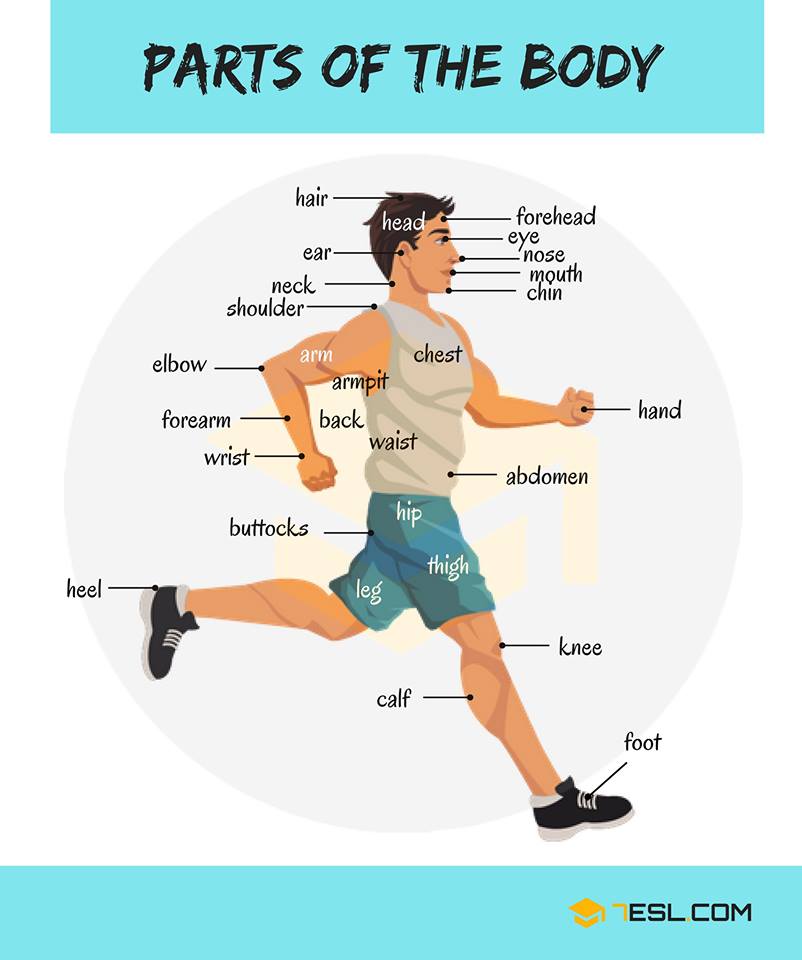 PARTS OF THE BODY
hair
head
forehead
eye
ear
nose
mouth
neck
chin
shoulder
arm
chest
elbow
armpit
hand
forearm
back
waist
wrist
abdomen
hip
buttocks
thigh
heel
leg
knee
calf
foot
7ESL.COM